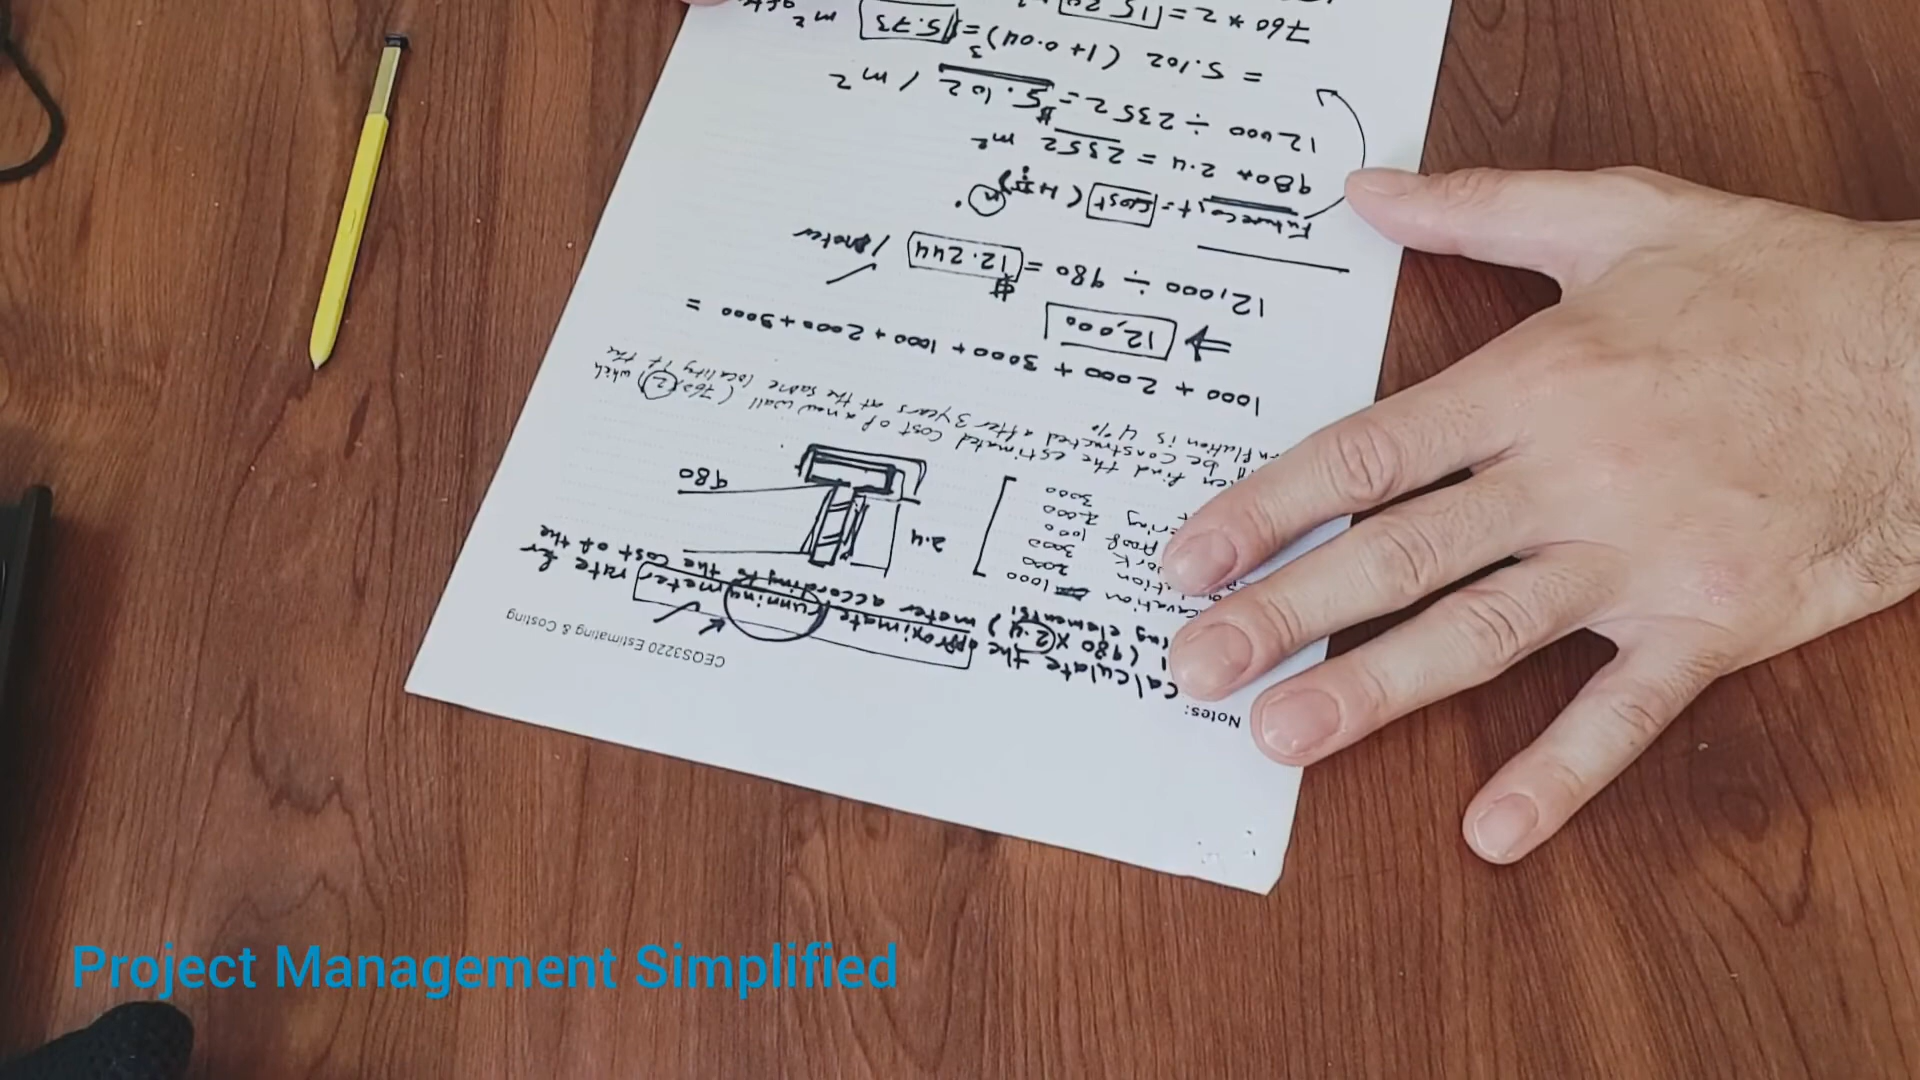 CEQS3220 Estimating & Costing
Notes:
calculate the approximate running meter rate &
(980 x 2.4) meter according to the cost of the
elements:
1000
2000
3000
1000
2000
3000
2.4
980
find the estimated cost of a new wall (760x2) which
be constructed after 3 years at the same locality if the
is 4%
1000 + 2000 + 3000 + 1000 + 2000 + 3000 =
⇒ 12,000
12,000 ÷ 980 = $12.244 / meter
Future Cost = Cost (1+i)n
980* 2.4 = 2352 m2
12000 ÷ 2352 = $5.102 / m2
= 5.102 (1+0.04)3 = $5.73 m2
760 * 2 =
Project Management Simplified